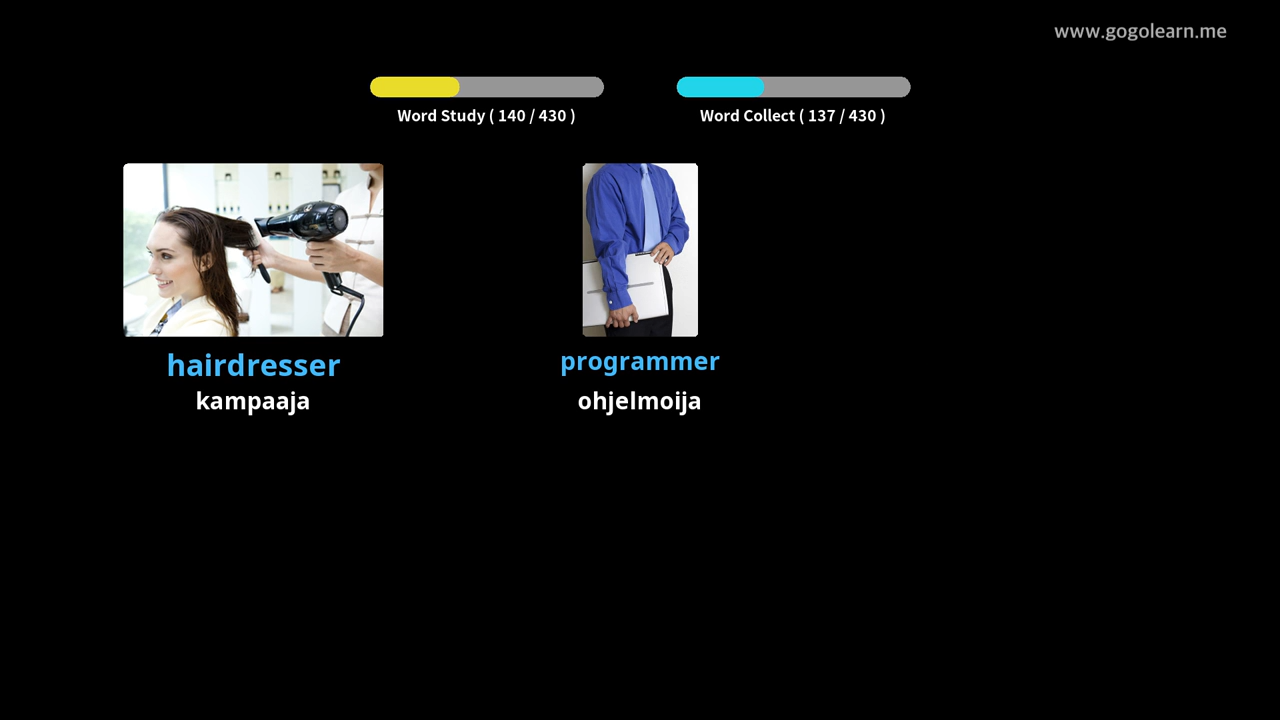 www.gogolearn.me
Word Study ( 140 / 430 )
Word Collect ( 137 / 430 )
hairdresser
kampaaja
programmer
ohjelmoija